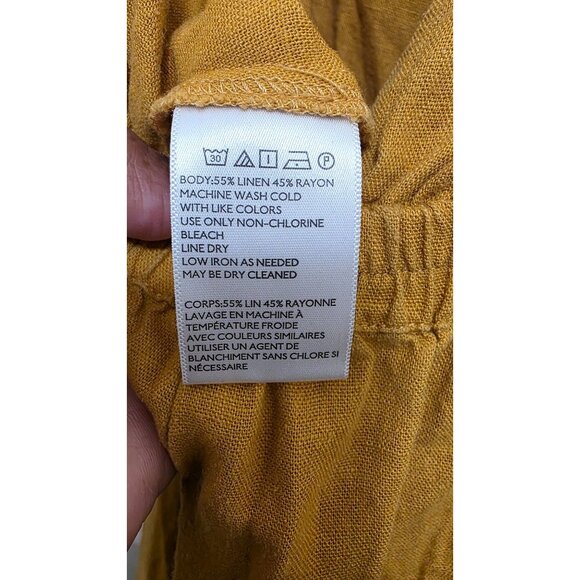 30 P
BODY:55% LINEN 45% RAYON
MACHINE WASH COLD
WITH LIKE COLORS
USE ONLY NON-CHLORINE
BLEACH
LINE DRY
LOW IRON AS NEEDED
MAY BE DRY CLEANED
CORPS:55% LIN 45% RAYONNE
LAVAGE EN MACHINE À
TEMPÉRATURE FROIDE
AVEC COULEURS SIMILAIRES
UTILISER UN AGENT DE
BLANCHIMENT SANS CHLORE SI
NÉCESSAIRE